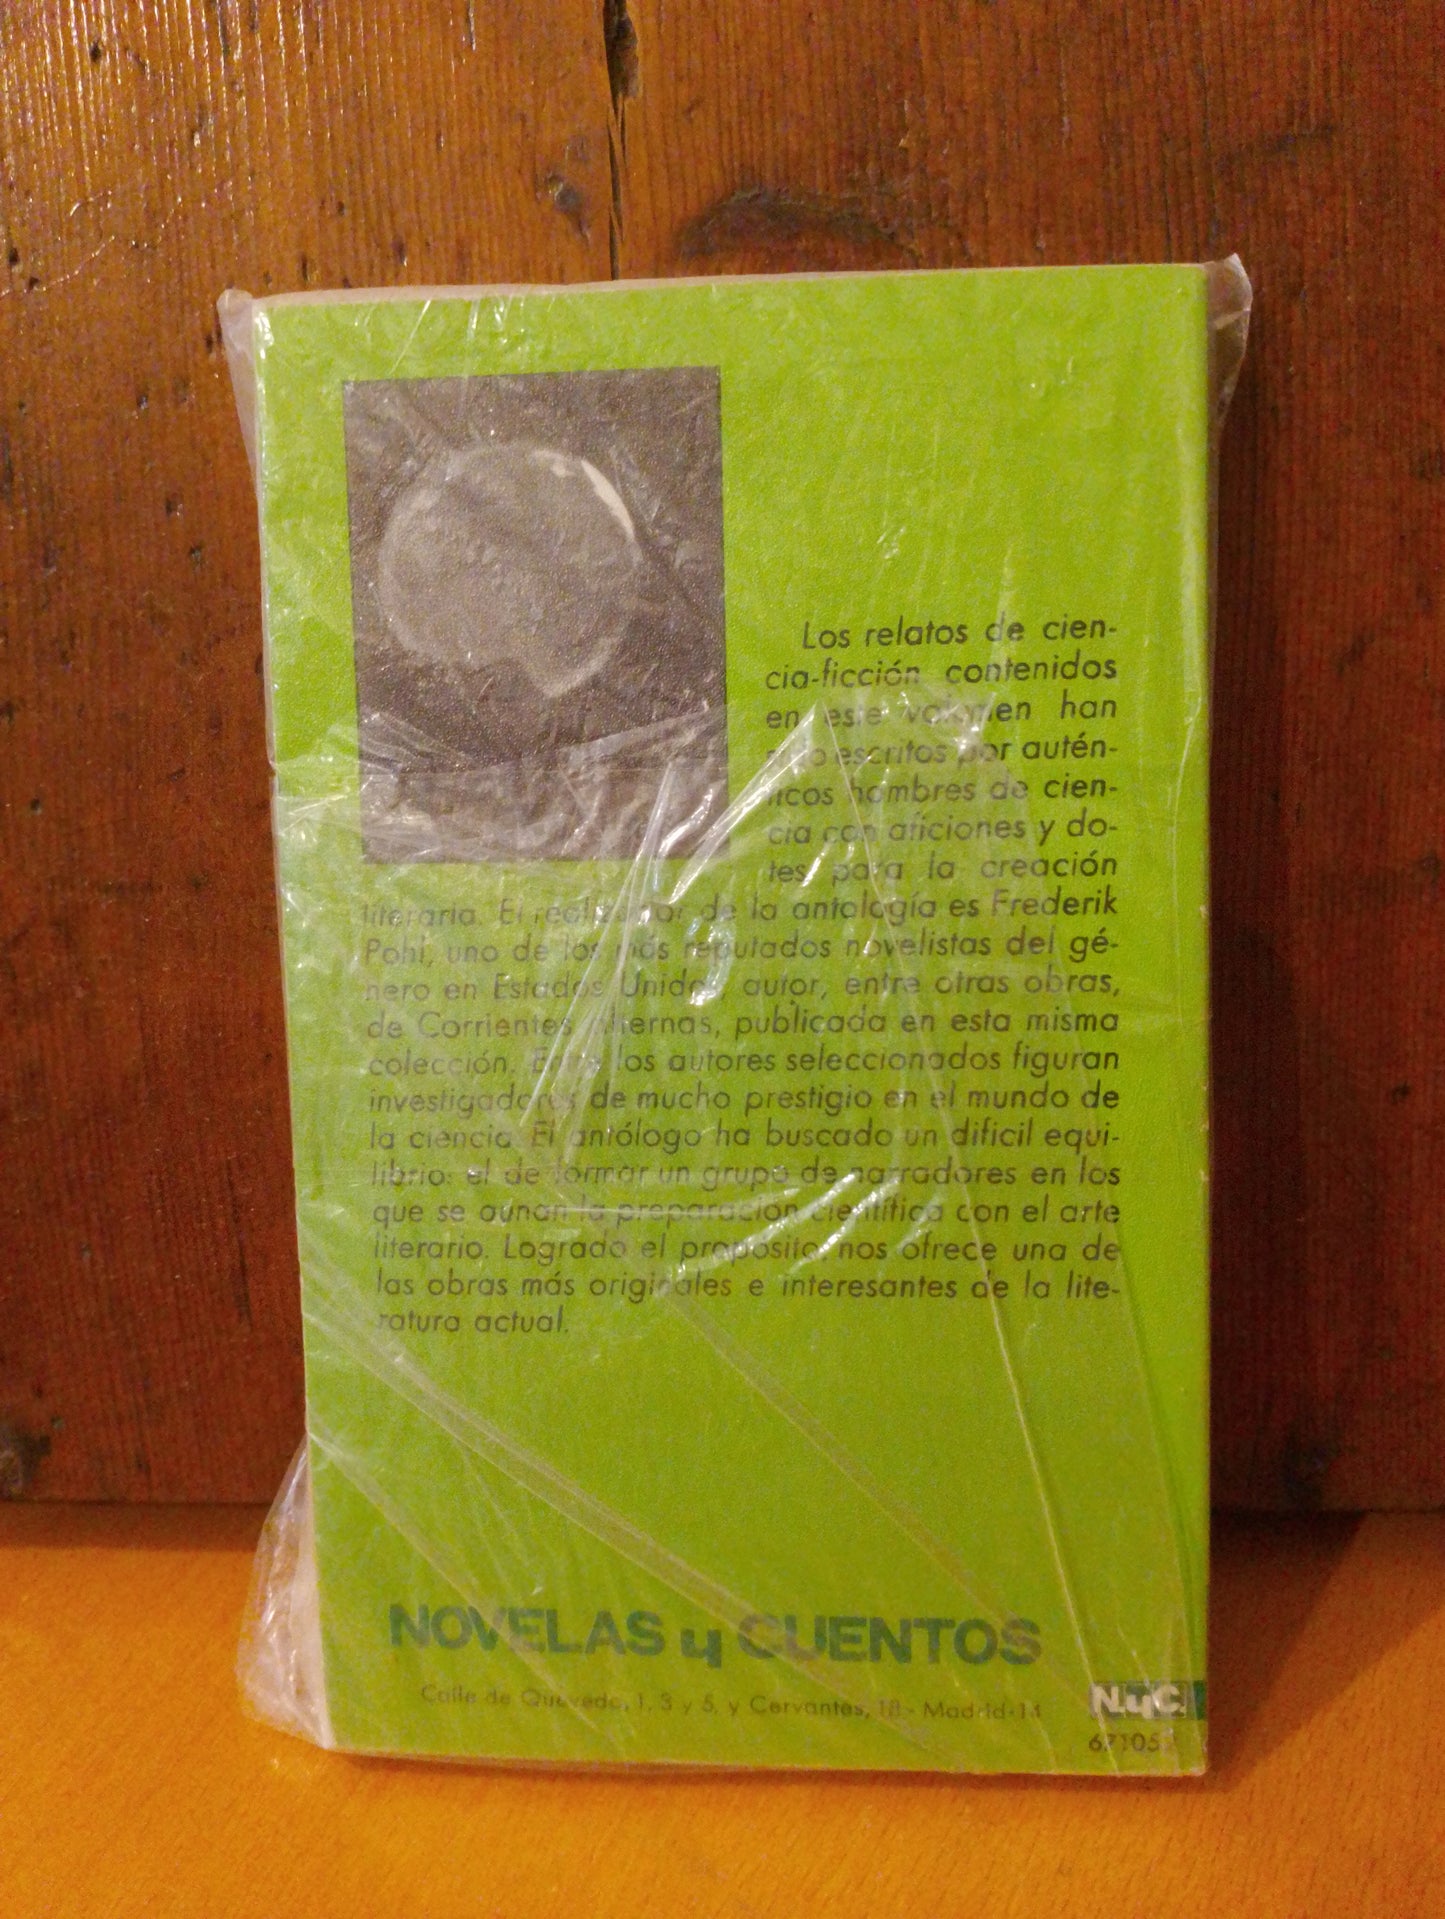 Los relatos de cien-
cia-ficción contenidos
en este volumen han
sido escritos por autén-
ticos hombres de cien-
cia con aficiones y do-
tes para la creación
literaria. El realizador de la antología es Frederik
Pohl, uno de los más reputados novelistas del gé-
nero en Estados Unidos, autor, entre otras obras,
de Corrientes alternas, publicada en esta misma
colección. Entre los autores seleccionados figuran
investigadores de mucho prestigio en el mundo de
la ciencia. El antólogo ha buscado un dificil equi-
librio: el de formar un grupo de narradores en los
que se aunan la preparación científica con el arte
literario. Logrado el propósito, nos ofrece una de
las obras más originales e interesantes de la lite-
ratura actual.
NOVELAS y CUENTOS
Calle de Quevedo, 1, 3 y 5, y Cervantes, 18 - Madrid-14
N.yC.